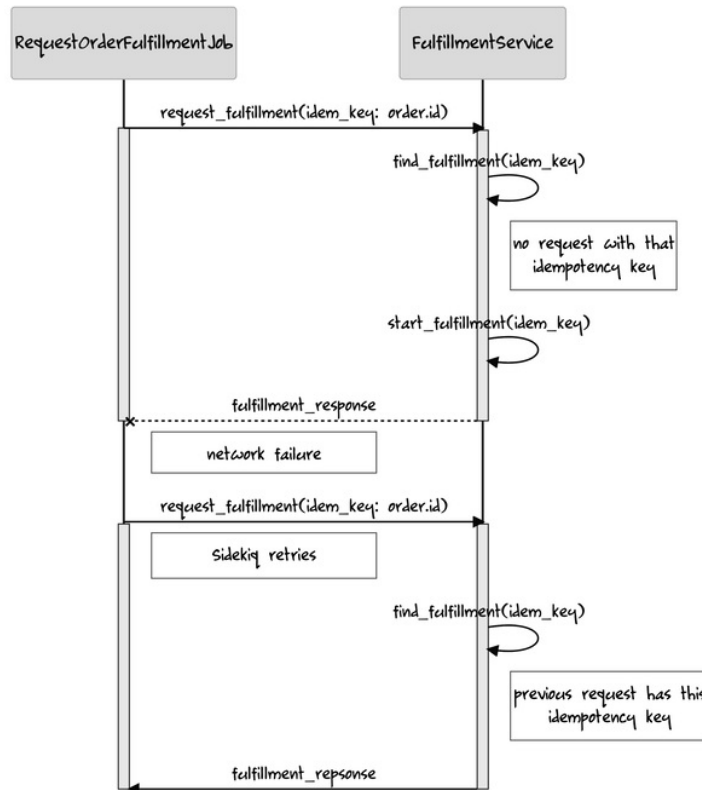 RequestOrderFulfillmentJob
FulfillmentService
request_fulfillment(idem_key: order.id)
find_fulfillment(idem_key)
no request with that
idempotency key
start_fulfillment(idem_key)
fulfillment_response
network failure
request_fulfillment(idem_key: order.id)
Sidekiq retries
find_fulfillment(idem_key)
previous request has this
idempotency key
fulfillment_repsonse